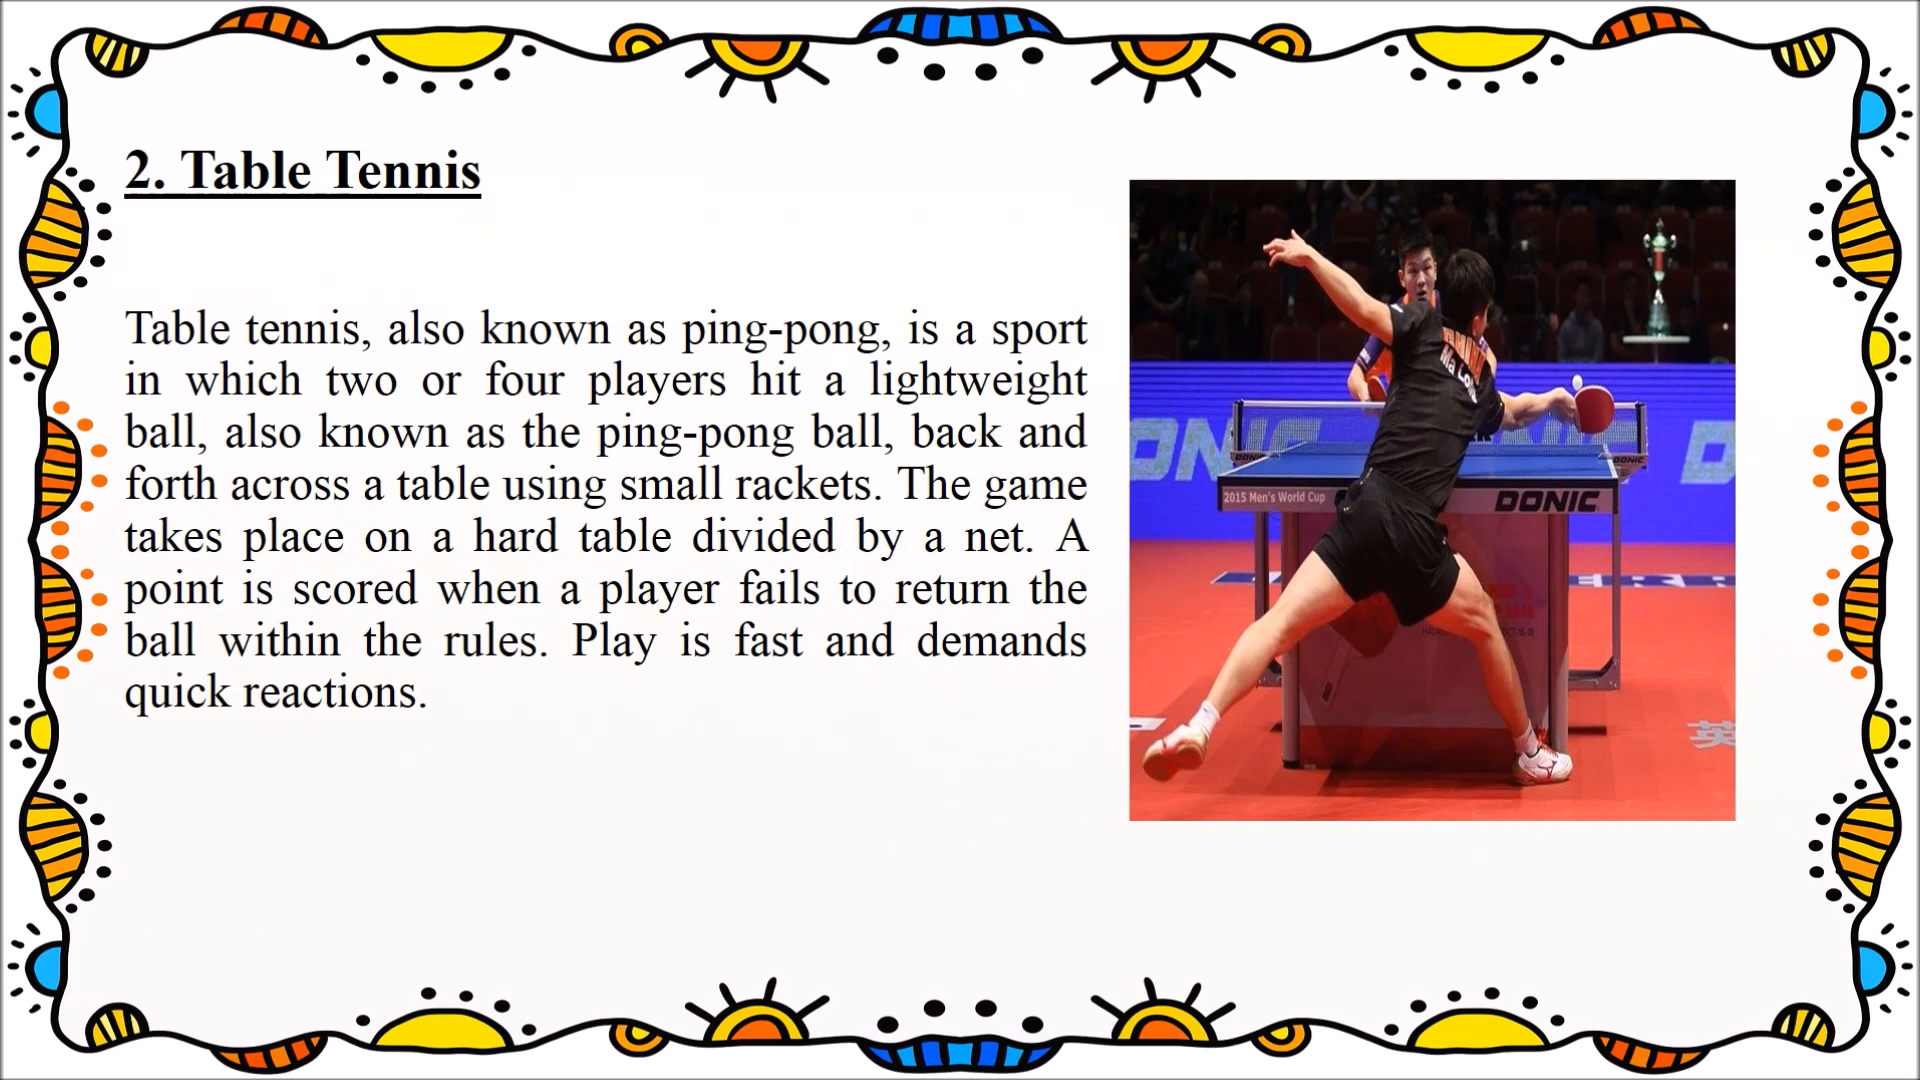 2. Table Tennis
Table tennis, also known as ping-pong, is a sport
in which two or four players hit a lightweight
ball, also known as the ping-pong ball, back and
forth across a table using small rackets. The game
takes place on a hard table divided by a net. A
point is scored when a player fails to return the
ball within the rules. Play is fast and demands
quick reactions.
Ma Lo
DONIC
DONIC
2015 Men's World Cup
DONIC
英